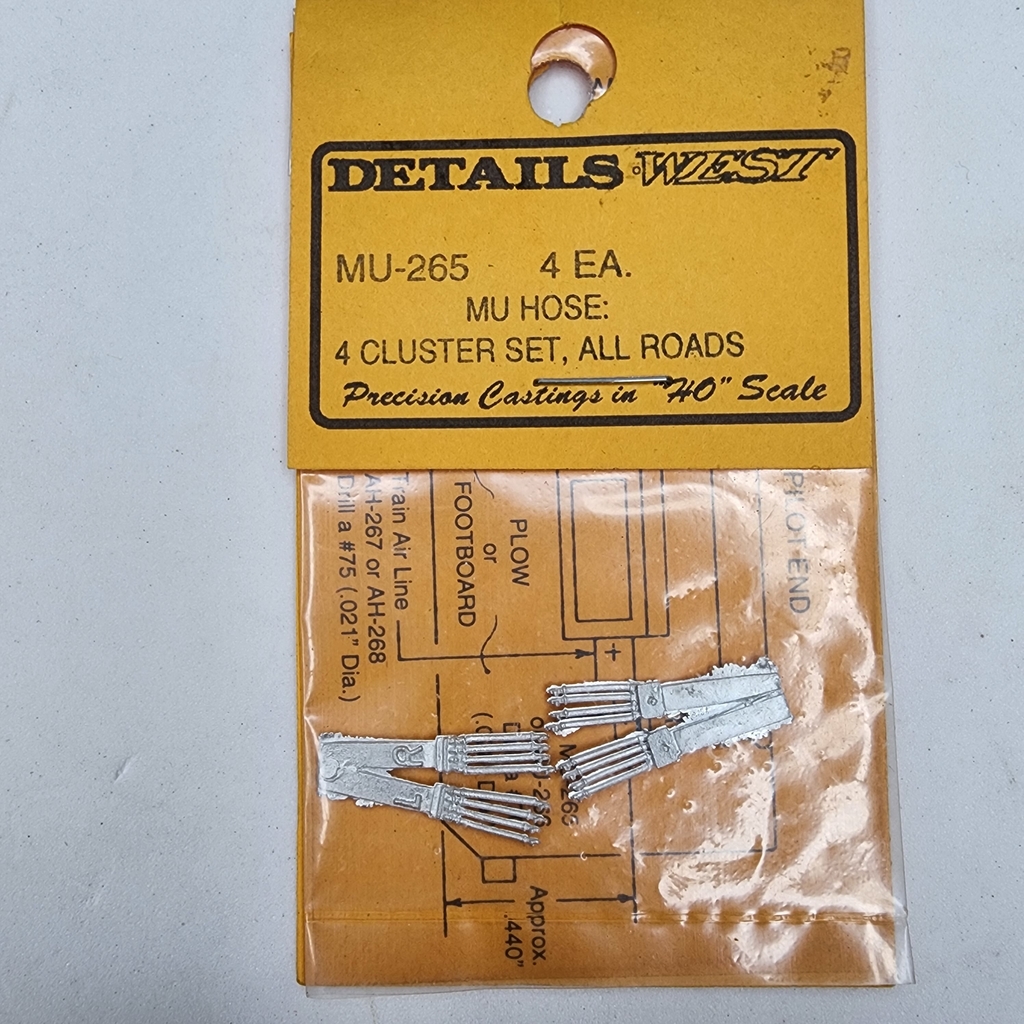 DETAILS WEST
MU-265 4 EA.
MU HOSE:
4 CLUSTER SET, ALL ROADS
Precision Castings in "HO" Scale
PILOT END
PLOW
or
FOOTBOARD
Train Air Line
AH-267 or AH-268
Drill a #75 (.021" Dia.)
+
R
L
Approx.
.440"